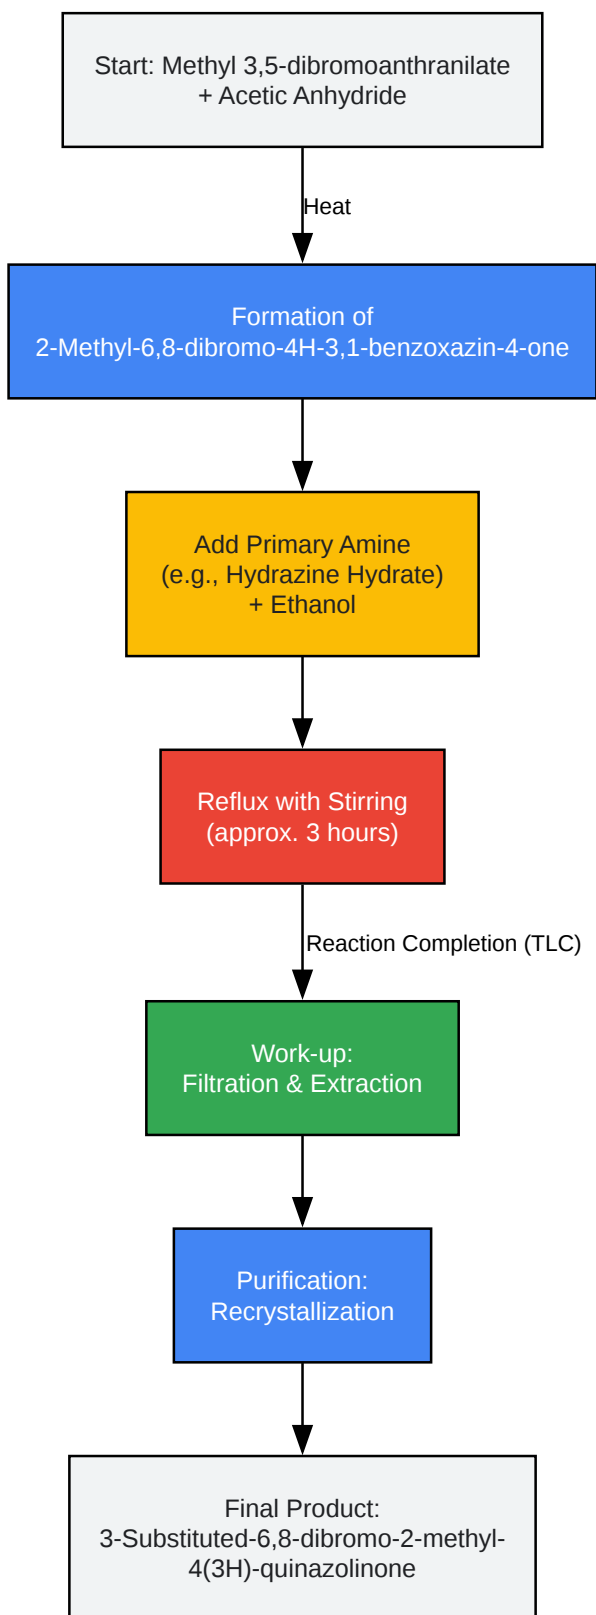 Start: Methyl 3,5-dibromoanthranilate
+ Acetic Anhydride
Heat
Formation of
2-Methyl-6,8-dibromo-4H-3,1-benzoxazin-4-one
Add Primary Amine
(e.g., Hydrazine Hydrate)
+ Ethanol
Reflux with Stirring
(approx. 3 hours)
Reaction Completion (TLC)
Work-up:
Filtration & Extraction
Purification:
Recrystallization
Final Product:
3-Substituted-6,8-dibromo-2-methyl-
4(3H)-quinazolinone